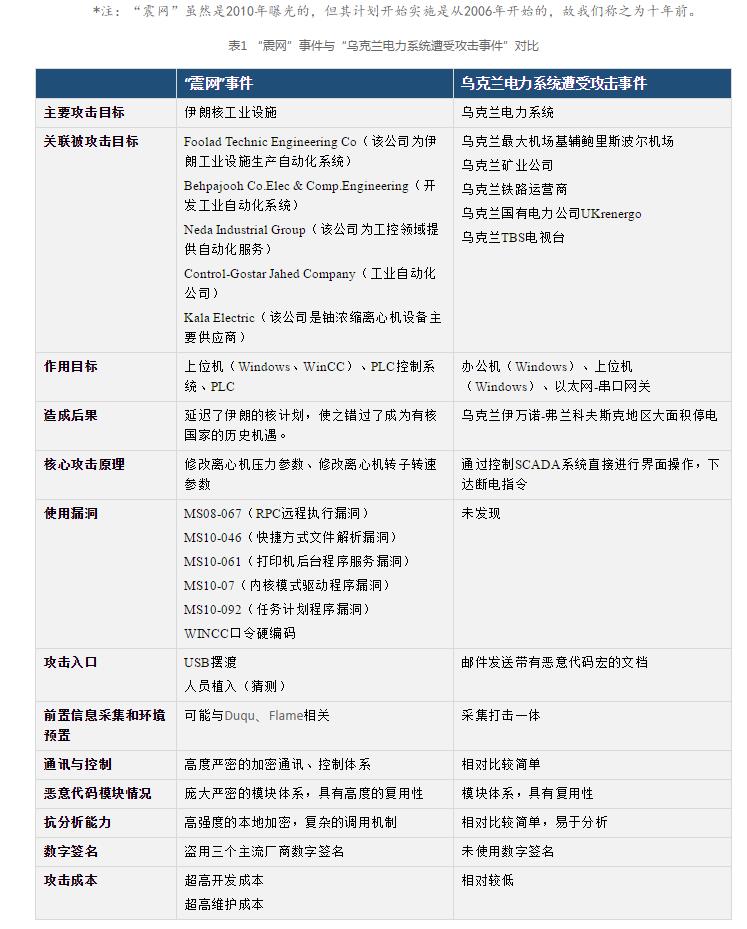 *注：“震网”虽然是2010年曝光的，但其计划开始实施是从2006年开始的，故我们称之为十年前。
表1 “震网”事件与“乌克兰电力系统遭受攻击事件”对比
“震网”事件
乌克兰电力系统遭受攻击事件
主要攻击目标
伊朗核工业设施
乌克兰电力系统
关联被攻击目标
Foolad Technic Engineering Co（该公司为伊
朗工业设施生产自动化系统）
Behpajooh Co.Elec & Comp.Engineering（开
发工业自动化系统）
Neda Industrial Group（该公司为工控领域提
供自动化服务）
Control-Gostar Jahed Company（工业自动化
公司）
Kala Electric（该公司是铀浓缩离心机设备主
要供应商）
乌克兰最大机场基辅鲍里斯波尔机场
乌克兰矿业公司
乌克兰铁路运营商
乌克兰国有电力公司UKrenergo
乌克兰TBS电视台
作用目标
上位机（Windows、WinCC）、PLC控制系
统、PLC
办公机（Windows）、上位机
（Windows）、以太网-串口网关
造成后果
延迟了伊朗的核计划，使之错过了成为有核
国家的历史机遇。
乌克兰伊万诺-弗兰科夫斯克地区大面积停电
核心攻击原理
修改离心机压力参数、修改离心机转子转速
参数
通过控制SCADA系统直接进行界面操作，下
达断电指令
使用漏洞
MS08-067（RPC远程执行漏洞）
MS10-046（快捷方式文件解析漏洞）
MS10-061（打印机后台程序服务漏洞）
MS10-07（内核模式驱动程序漏洞）
MS10-092（任务计划程序漏洞）
WINCC口令硬编码
未发现
攻击入口
USB摆渡
人员植入（猜测）
邮件发送带有恶意代码宏的文档
前置信息采集和环境
预置
可能与Duqu、Flame相关
采集打击一体
通讯与控制
高度严密的加密通讯、控制体系
相对比较简单
恶意代码模块情况
庞大严密的模块体系，具有高度的复用性
模块体系，具有复用性
抗分析能力
高强度的本地加密，复杂的调用机制
相对比较简单，易于分析
数字签名
盗用三个主流厂商数字签名
未使用数字签名
攻击成本
超高开发成本
超高维护成本
相对较低